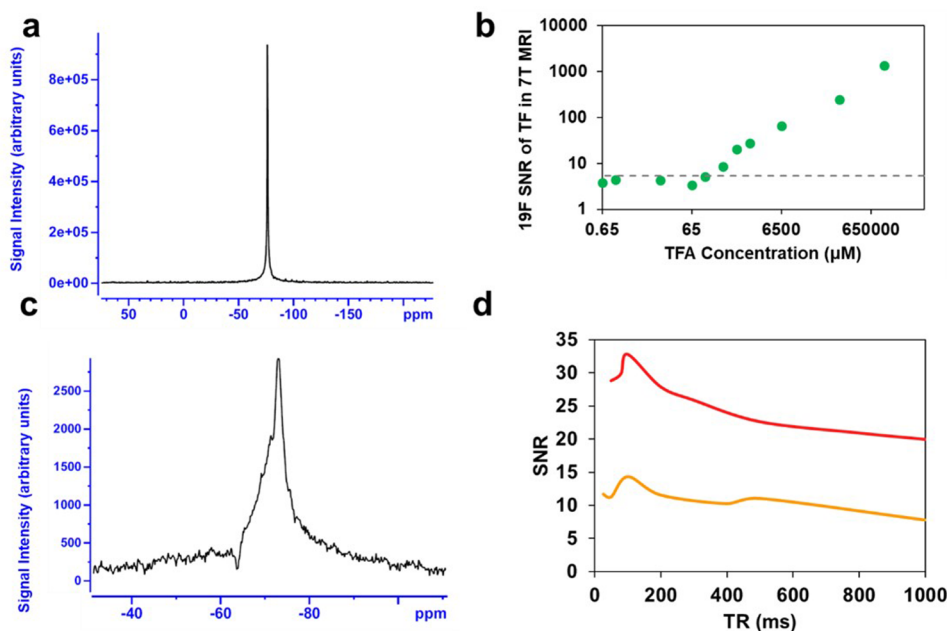 a
Signal Intensity (arbitrary units)
8e+05
6e+05
4e+05
2e+05
0e+00
50 0 -50 -100 -150 ppm
b
19F SNR of TF in 7T MRI
10000
1000
100
10
1
0.65 65 6500 650000
TFA Concentration (µM)
c
Signal Intensity (arbitrary units)
2500
2000
1500
1000
500
0
-40 -60 -80 ppm
d
SNR
35
30
25
20
15
10
5
0
0 200 400 600 800 1000
TR (ms)